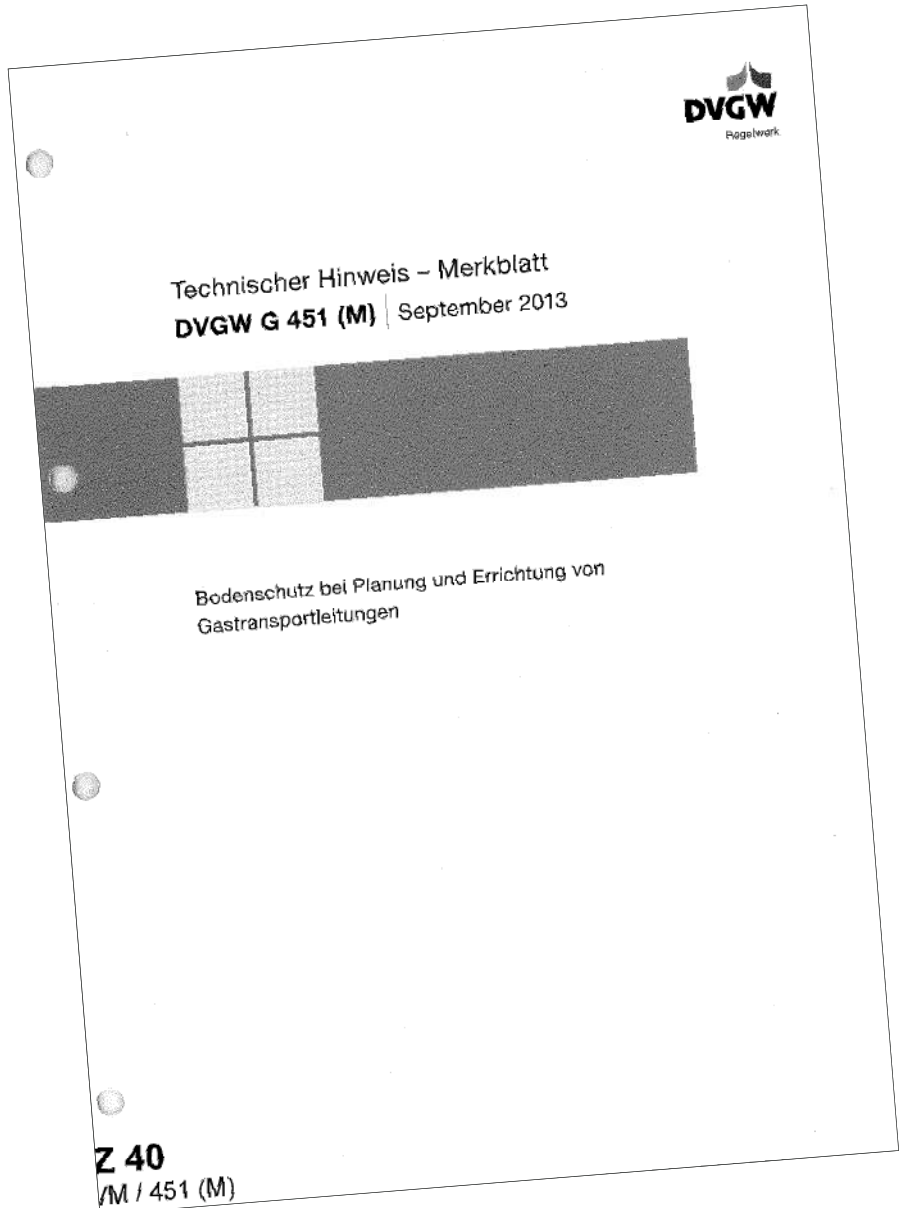 DVGW
Regelwerk
Technischer Hinweis – Merkblatt
DVGW G 451 (M) | September 2013
Bodenschutz bei Planung und Errichtung von
Gastransportleitungen
Z 40
/M / 451 (M)